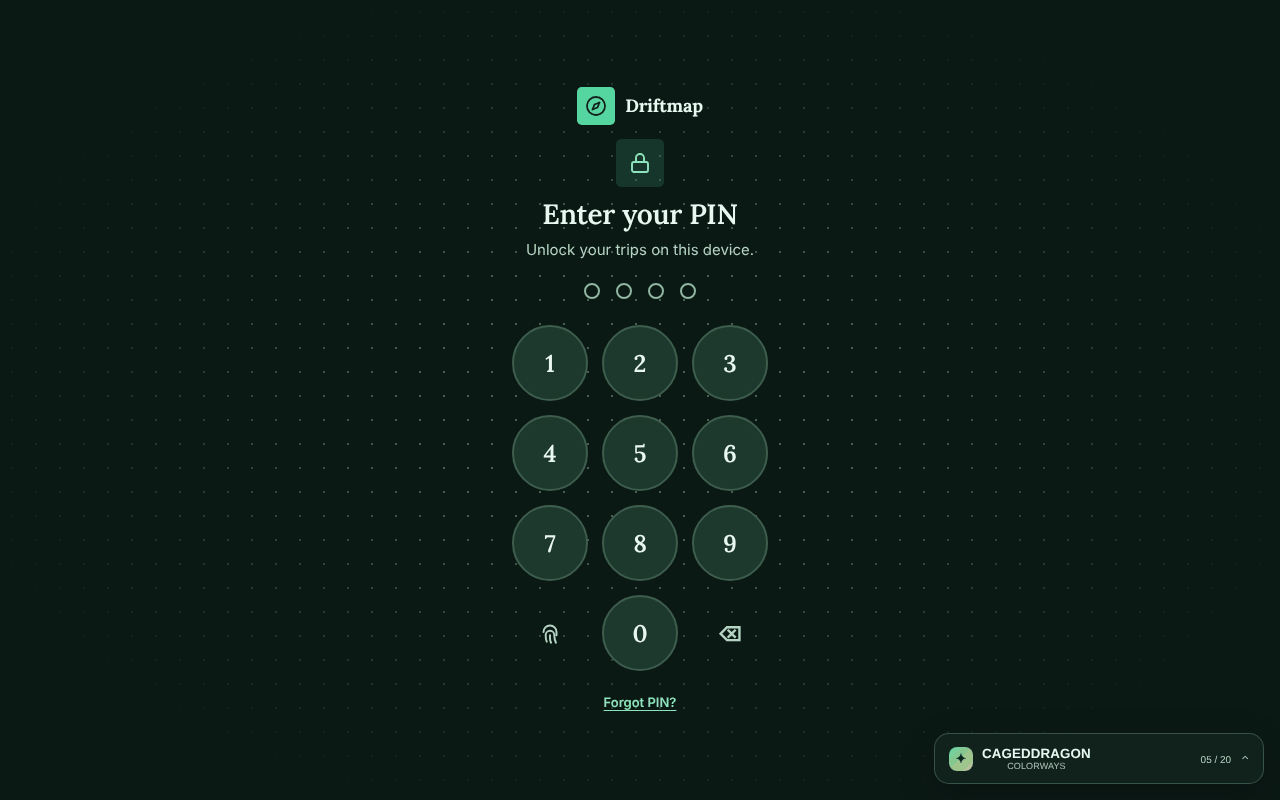 Driftmap
Enter your PIN
Unlock your trips on this device.
1 2 3
4 5 6
7 8 9
0
Forgot PIN?
CAGEDDRAGON
COLORWAYS
05 / 20